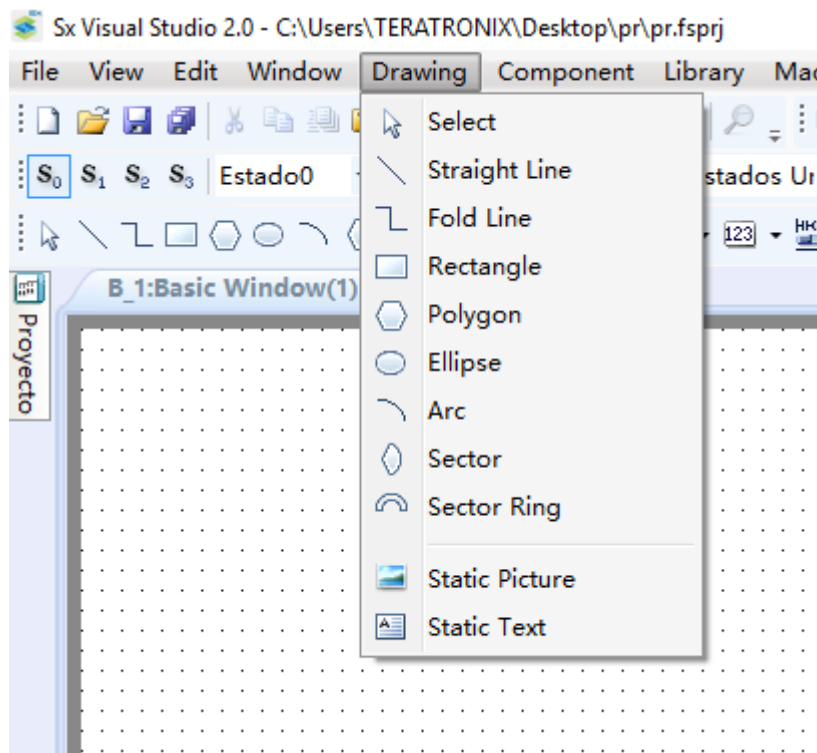 Sx Visual Studio 2.0 - C:\Users\TERATRONIX\Desktop\pr\pr.fsprj
File View Edit Window Drawing Component Library
S0 S1 S2 S3 Estado0
123
B_1:Basic Window(1)
Proyecto
Select
Straight Line
Fold Line
Rectangle
Polygon
Ellipse
Arc
Sector
Sector Ring
Static Picture
Static Text